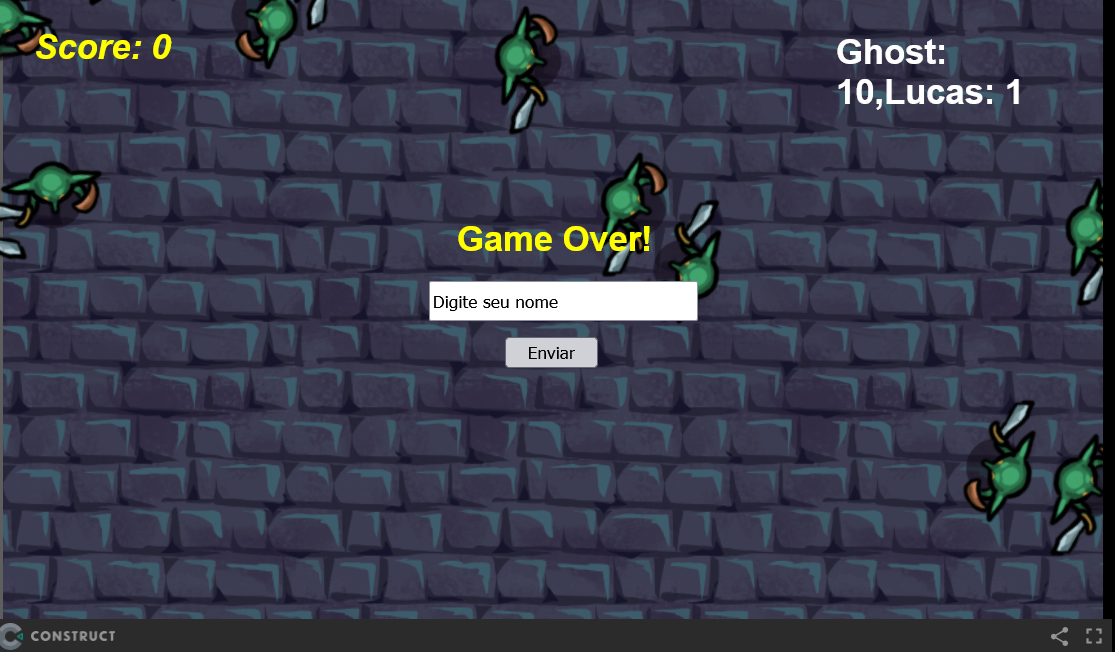 Score: 0
Ghost:
10,Lucas: 1
Game Over!
Digite seu nome
Enviar
CONSTRUCT